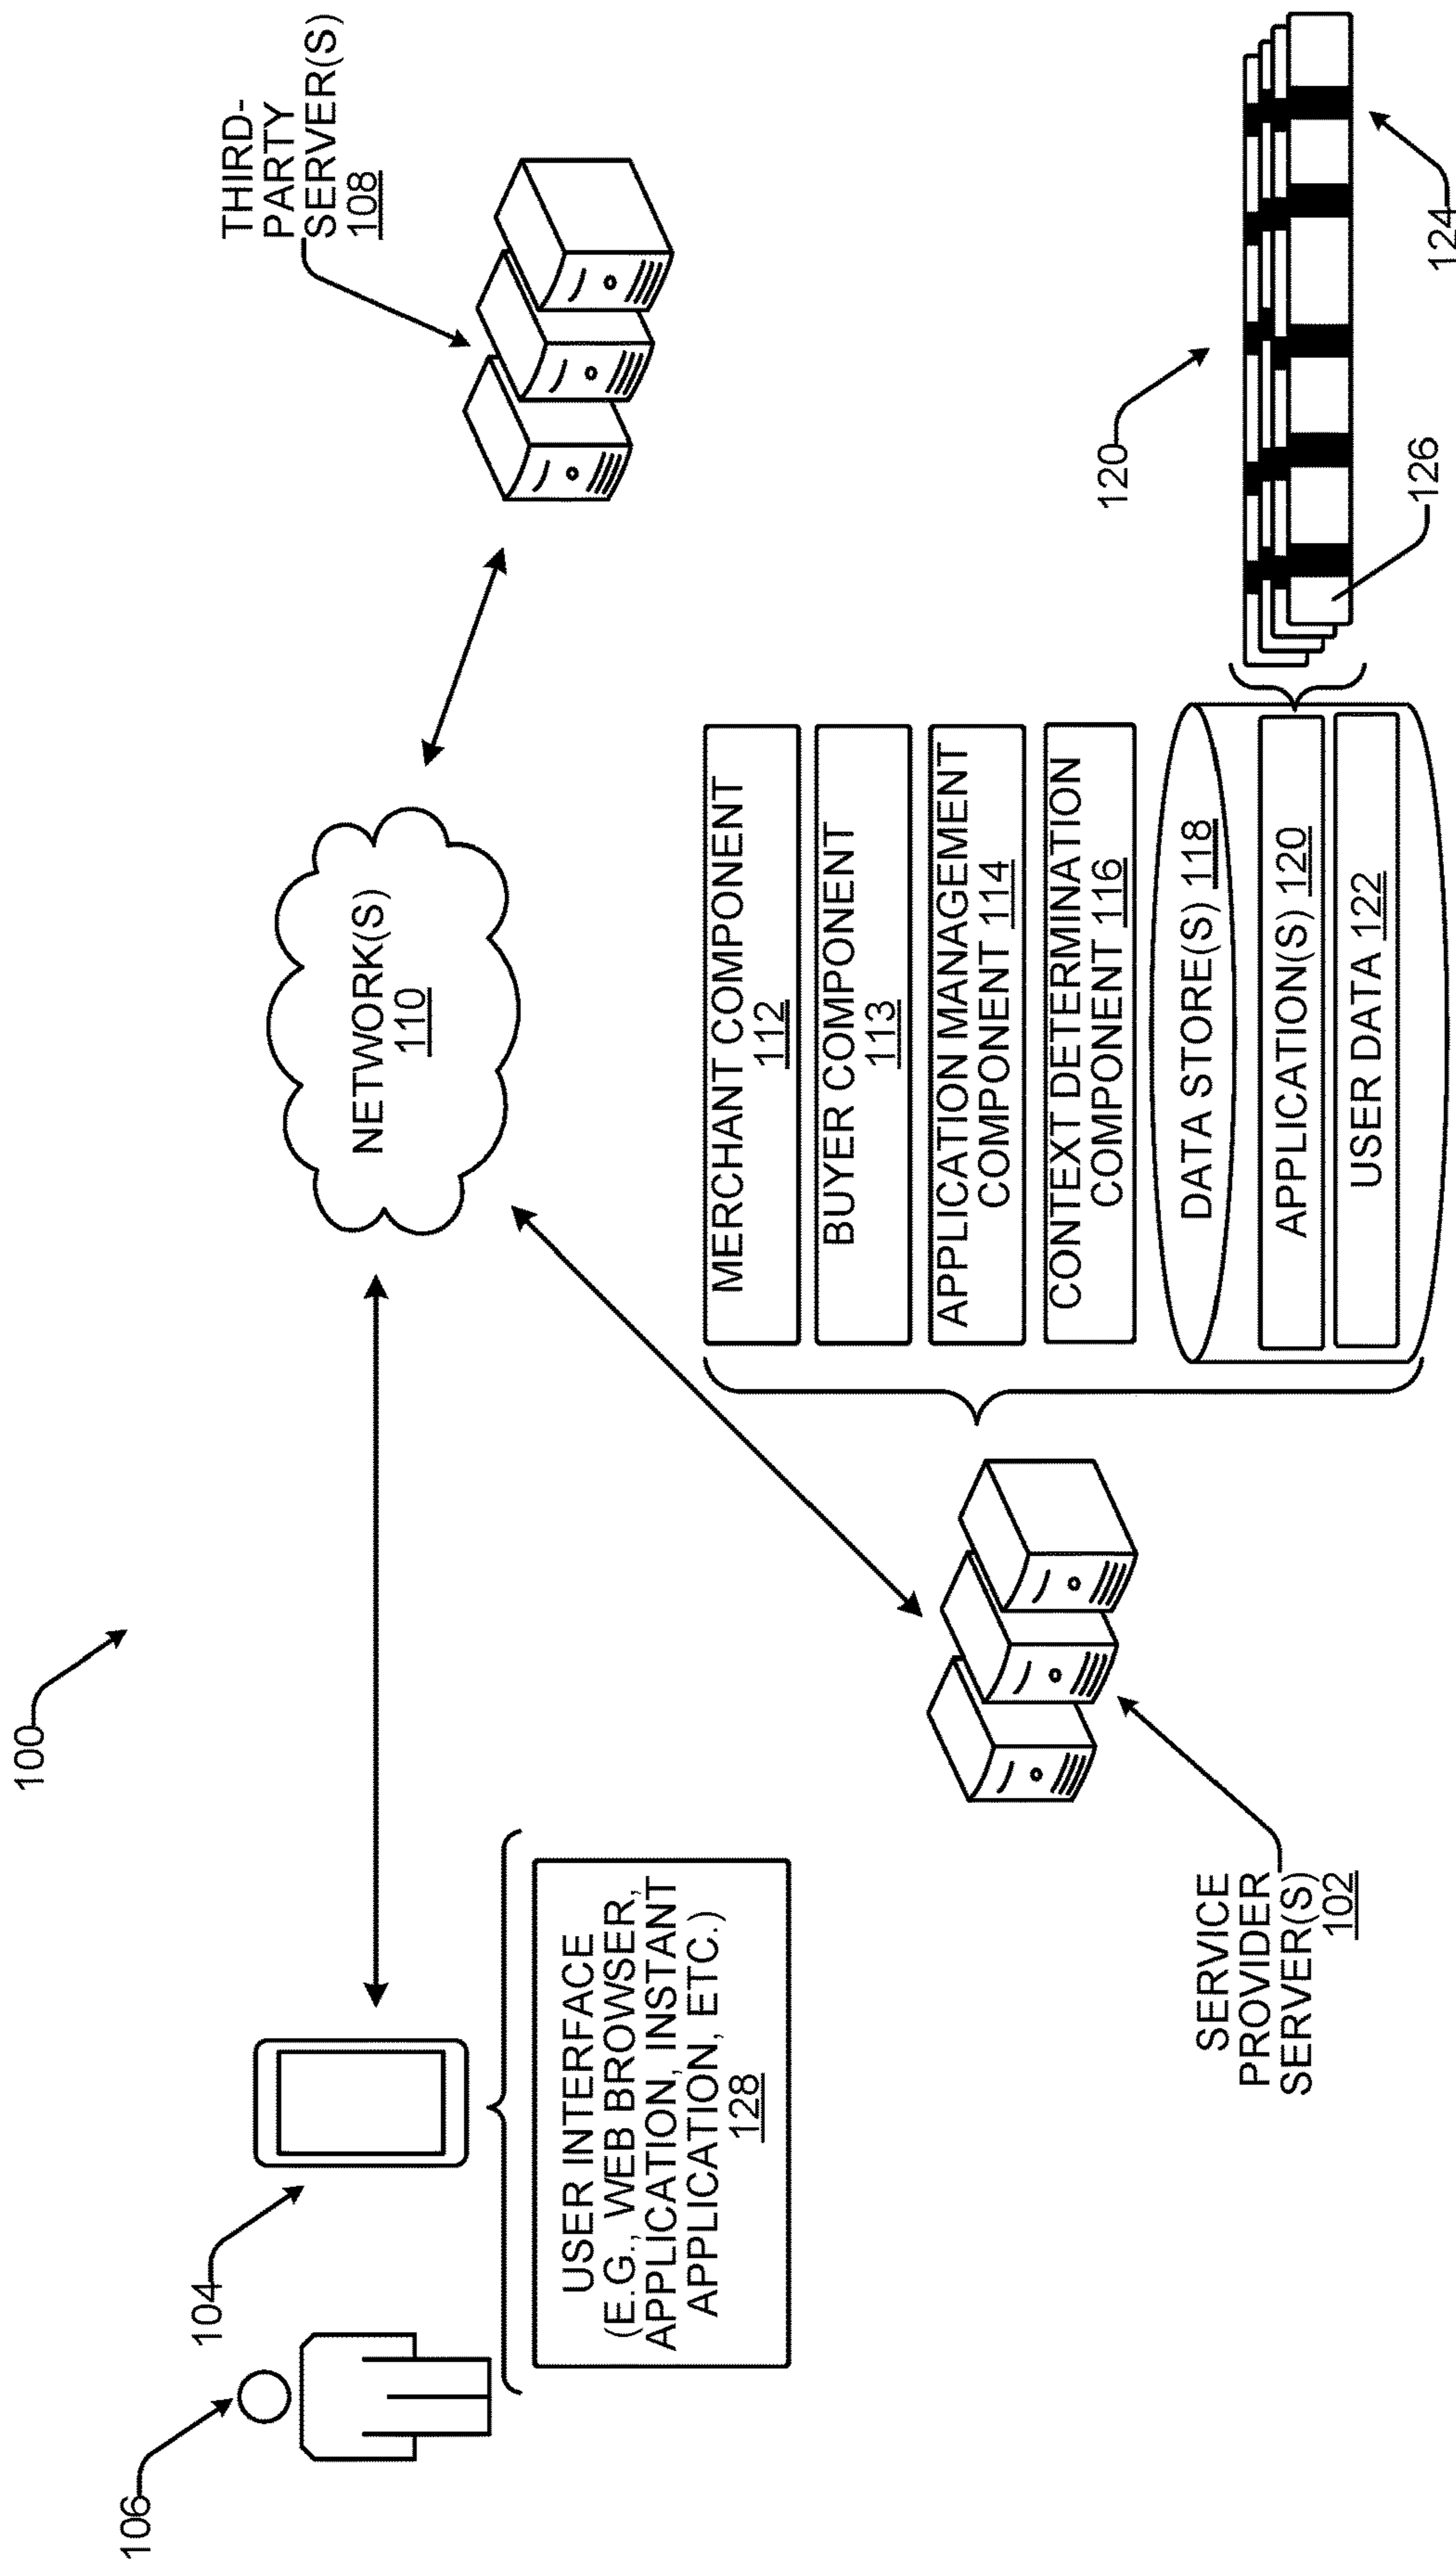 100
106
104
USER INTERFACE
(E.G., WEB BROWSER,
APPLICATION, INSTANT
APPLICATION, ETC.)
128
NETWORK(S)
110
THIRD-
PARTY
SERVER(S)
108
SERVICE
PROVIDER
SERVER(S)
102
MERCHANT COMPONENT
112
BUYER COMPONENT
113
APPLICATION MANAGEMENT
COMPONENT 114
CONTEXT DETERMINATION
COMPONENT 116
DATA STORE(S) 118
APPLICATION(S) 120
USER DATA 122
120
126
124